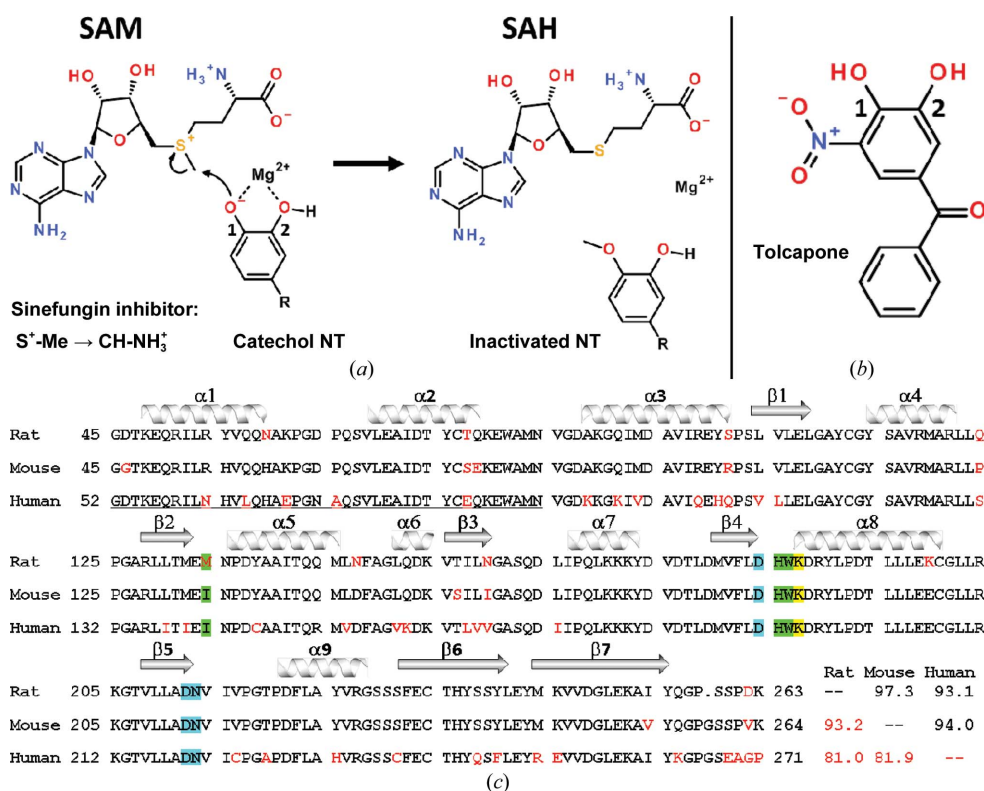 SAM SAH
OH OH H₃⁺N O O⁻ O S⁺ N N N N NH₂
Mg²⁺
O⁻ O H
1 2
R
OH OH H₃⁺N O O⁻ O S N N N N NH₂
Mg²⁺
O O H
R
HO OH
1 2
O⁻ N⁺ O
O
Tolcapone
Sinefungin inhibitor:
S⁺-Me → CH-NH₃⁺ Catechol NT Inactivated NT
(a) (b)
α1 α2 α3 β1 α4
Rat 45 GDTKEQRILR YVQQNAKPGD PQSVLEAIDT YCTQKEWAMN VGDAKGQIMD AVIREYSPSL VLELGAYCGY SAVRMARLLQ
Mouse 45 GGTKEQRILR HVQQHAKPGD PQSVLEAIDT YCSEKEWAMN VGDAKGQIMD AVIREYRPSL VLELGAYCGY SAVRMARLLP
Human 52 GDTKEQRILN HVLQHAEPGN AQSVLEAIDT YCEQKEWAMN VGDKKGKIVD AVIQEHQPSV LLELGAYCGY SAVRMARLLS
β2 α5 α6 β3 α7 β4 α8
Rat 125 PGARLLTMEM NPDYAAITQQ MLNFAGLQDK VTILNGASQD LIPQLKKKYD VDTLDMVFLD HWKDRYLPDT LLLEKCGLLR
Mouse 125 PGARLLTMEI NPDYAAITQQ MLDFAGLQDK VSILIGASQD LIPQLKKKYD VDTLDMVFLD HWKDRYLPDT LLLEECGLLR
Human 132 PGARLITIEI NPDCAAITQR MVDFAGVKDK VTLVVGASQD IIPQLKKKYD VDTLDMVFLD HWKDRYLPDT LLLEECGLLR
β5 α9 β6 β7
Rat Mouse Human
Rat 205 KGTVLLADNV IVPGTPDFLA YVRGSSSFEC THYSSYLEYM KVVDGLEKAI YQGP.SSPDK 263 -- 97.3 93.1
Mouse 205 KGTVLLADNV IVPGTPDFLA YVRGSSSFEC THYSSYLEYM KVVDGLEKAV YQGPGSSPVK 264 93.2 -- 94.0
Human 212 KGTVLLADNV ICPGAPDFLA HVRGSSCFEC THYQSFLEYR EVVDGLEKAI YKGPGSEAGP 271 81.0 81.9 --
(c)